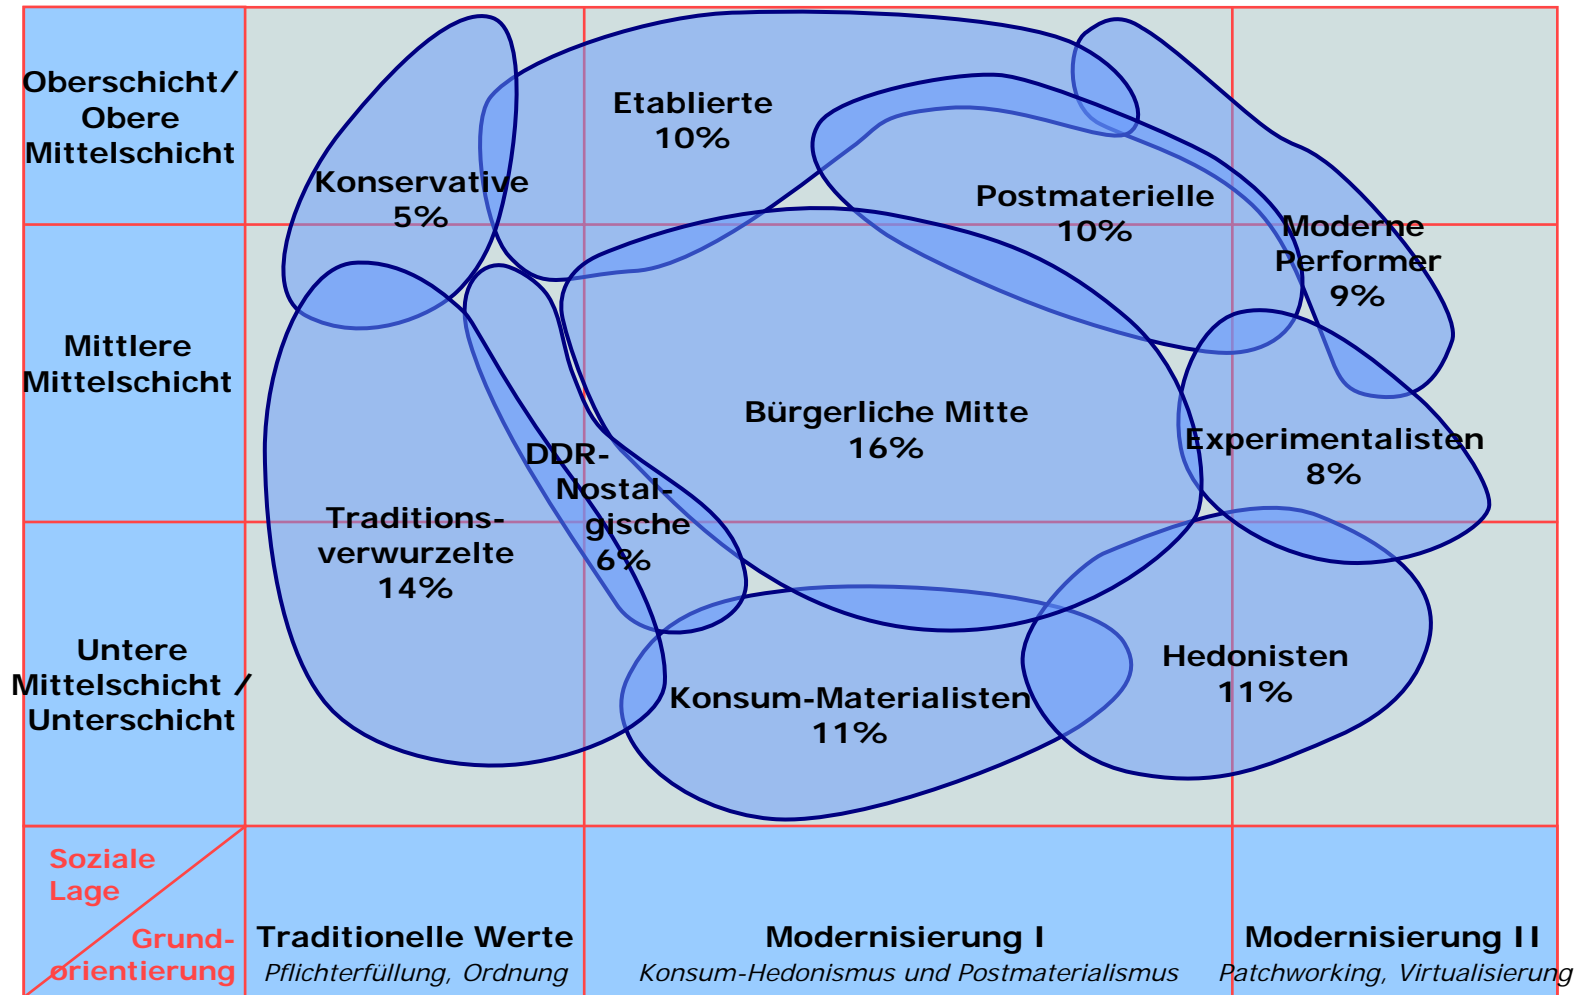 Oberschicht/
Obere
Mittelschicht
Etablierte
10%
Konservative
5%
Postmaterielle
10%
Moderne
Performer
9%
Mittlere
Mittelschicht
Bürgerliche Mitte
16%
Experimentalisten
8%
DDR-
Nostal-
gische
6%
Traditions-
verwurzelte
14%
Untere
Mittelschicht /
Unterschicht
Konsum-Materialisten
11%
Hedonisten
11%
Soziale
Lage
Grund-
orientierung
Traditionelle Werte
Pflichterfüllung, Ordnung
Modernisierung I
Konsum-Hedonismus und Postmaterialismus
Modernisierung II
Patchworking, Virtualisierung